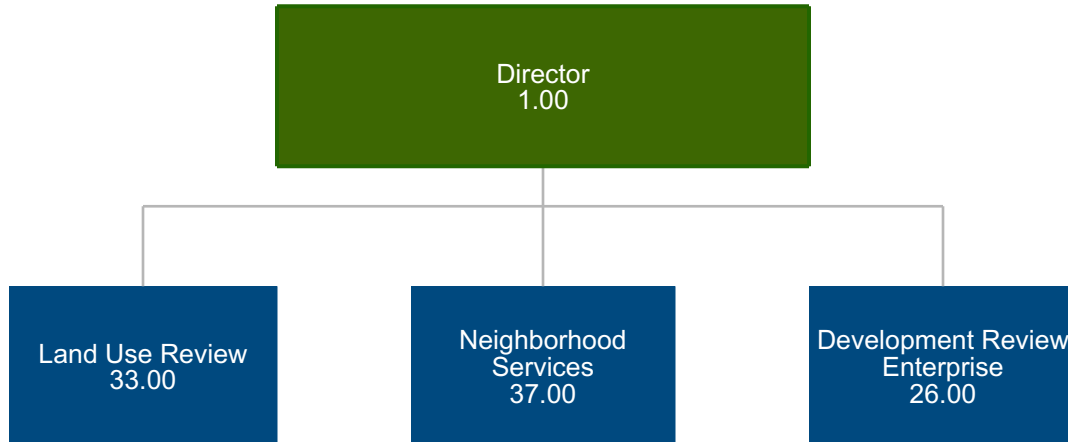 Director
1.00
Land Use Review
33.00
Neighborhood
Services
37.00
Development Review
Enterprise
26.00